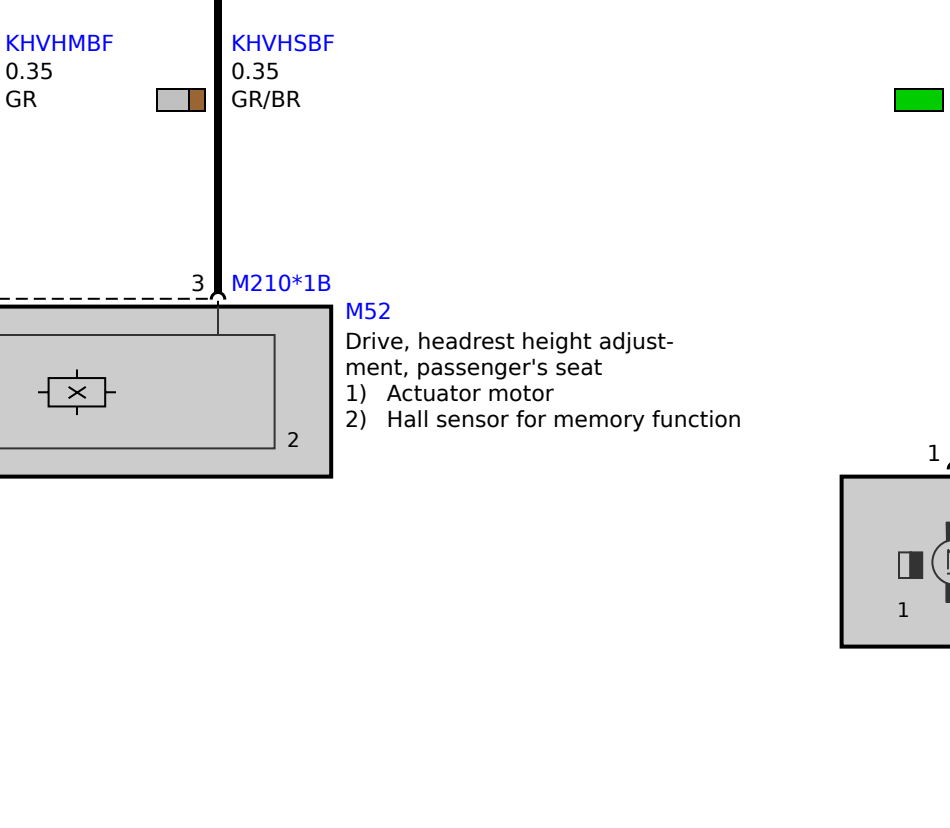 KHVHMBF
0.35
GR
KHVHSBF
0.35
GR/BR
3
M210*1B
M52
Drive, headrest height adjust-
ment, passenger's seat
1) Actuator motor
2) Hall sensor for memory function
2
1
1